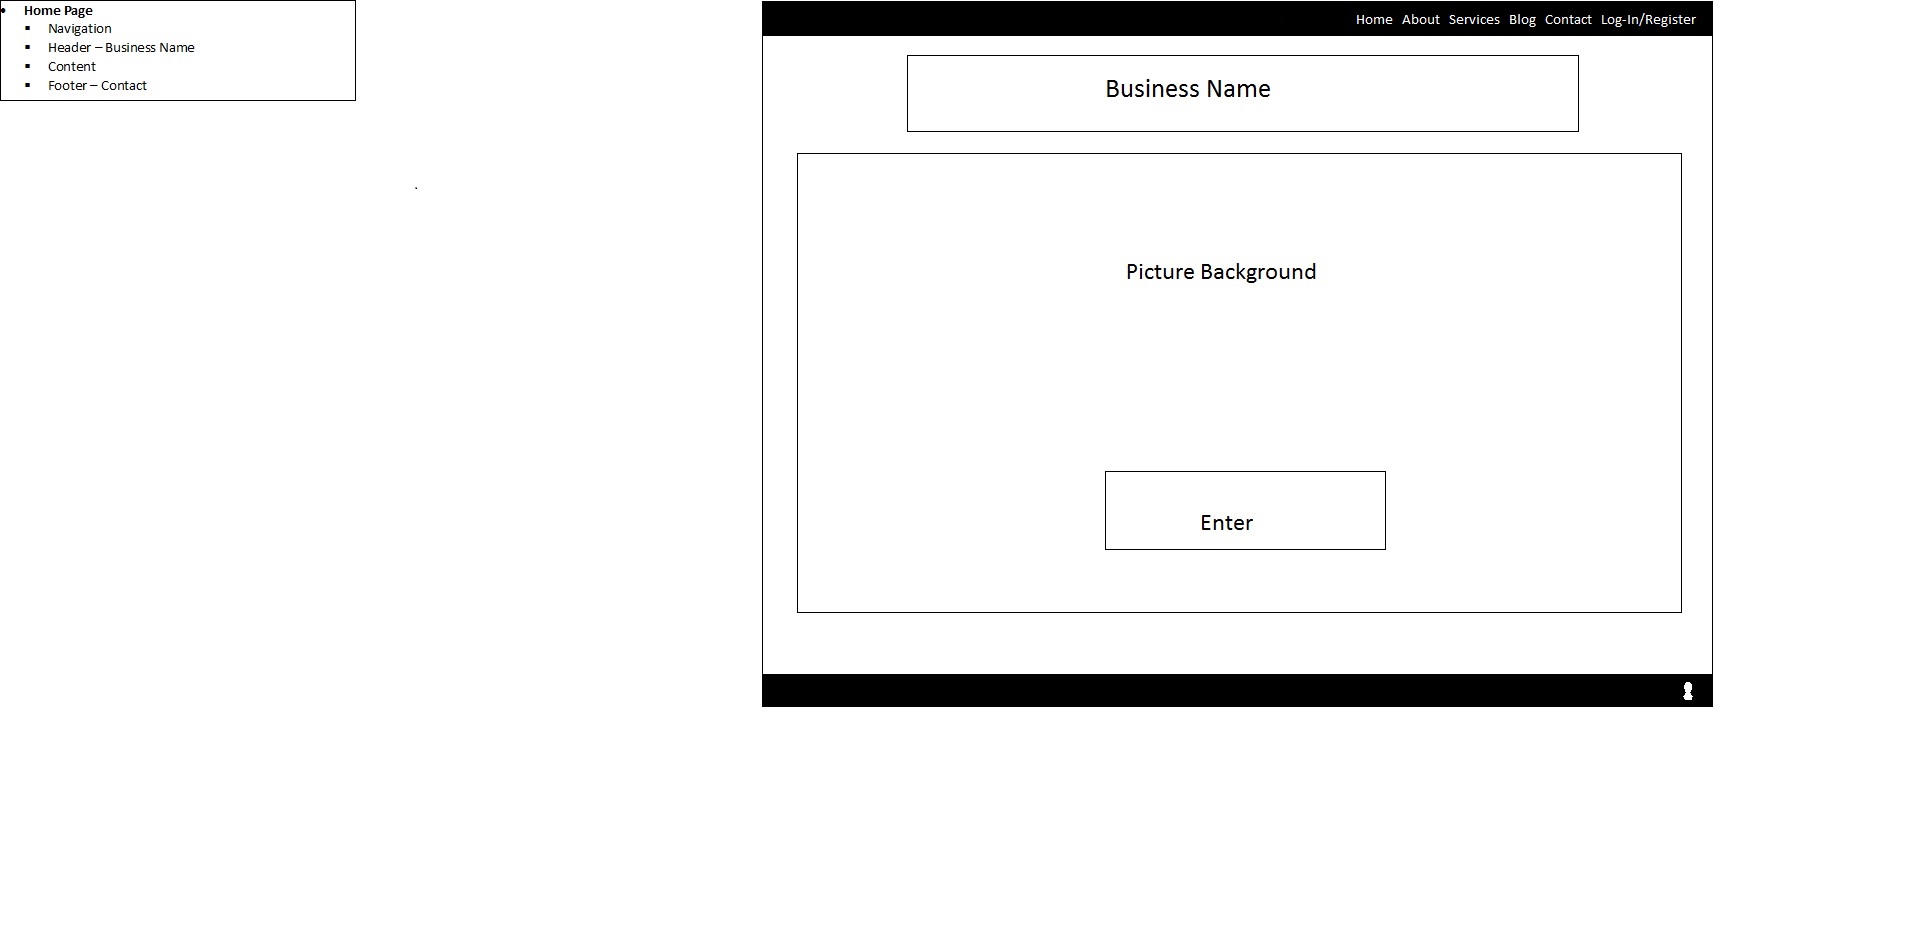 Home Page
Navigation
Header – Business Name
Content
Footer – Contact
Home About Services Blog Contact Log-In/Register
Business Name
Picture Background
Enter